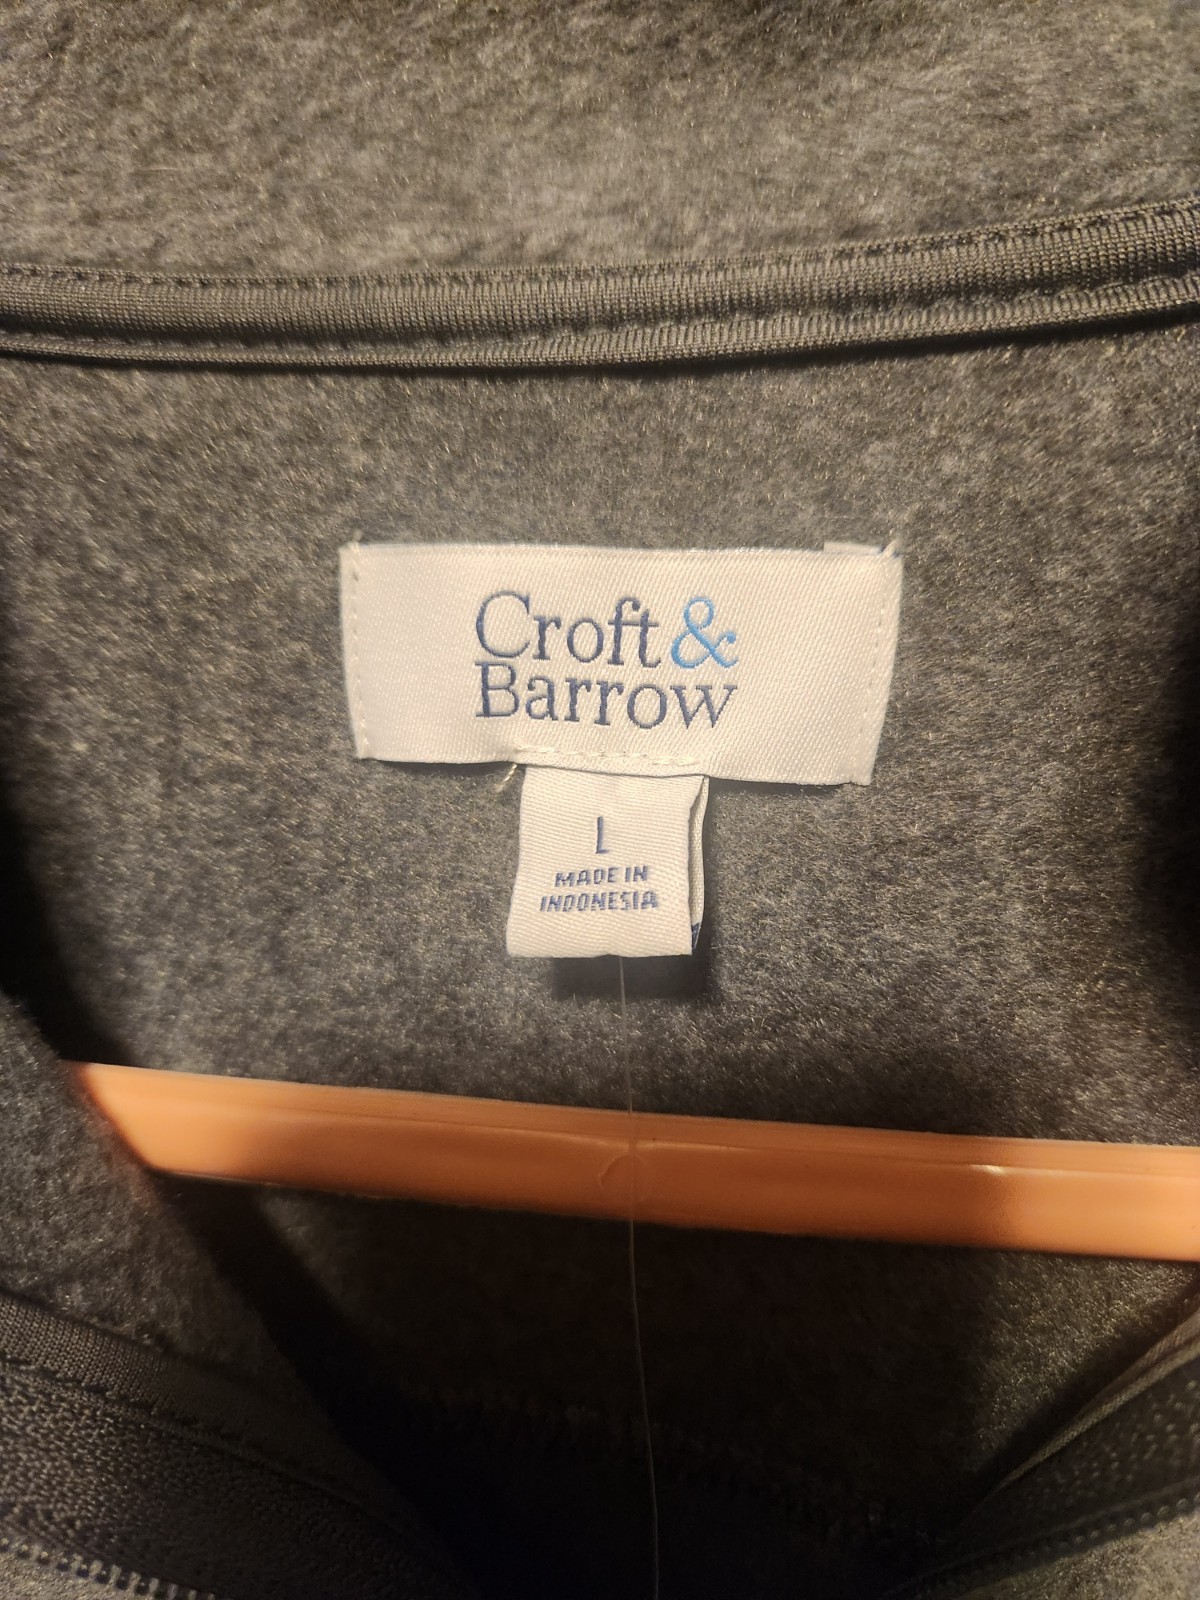 Croft &
Barrow
L
MADE IN
INDONESIA